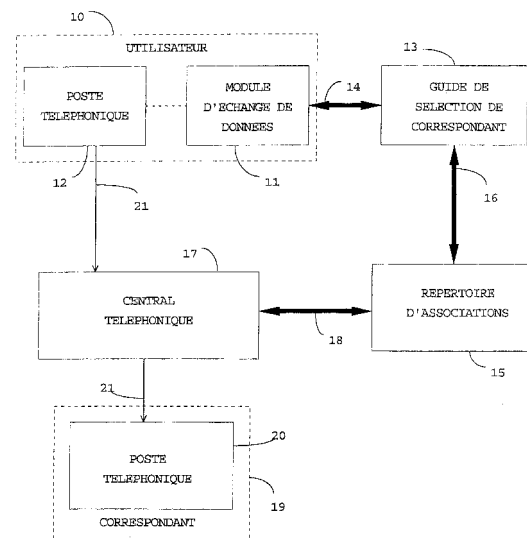 10
UTILISATEUR
POSTE
TELEPHONIQUE
MODULE
D'ECHANGE DE
DONNEES
14
13
GUIDE DE
SELECTION DE
CORRESPONDANT
12
11
21
16
17
CENTRAL
TELEPHONIQUE
18
REPERTOIRE
D'ASSOCIATIONS
15
21
20
POSTE
TELEPHONIQUE
19
CORRESPONDANT